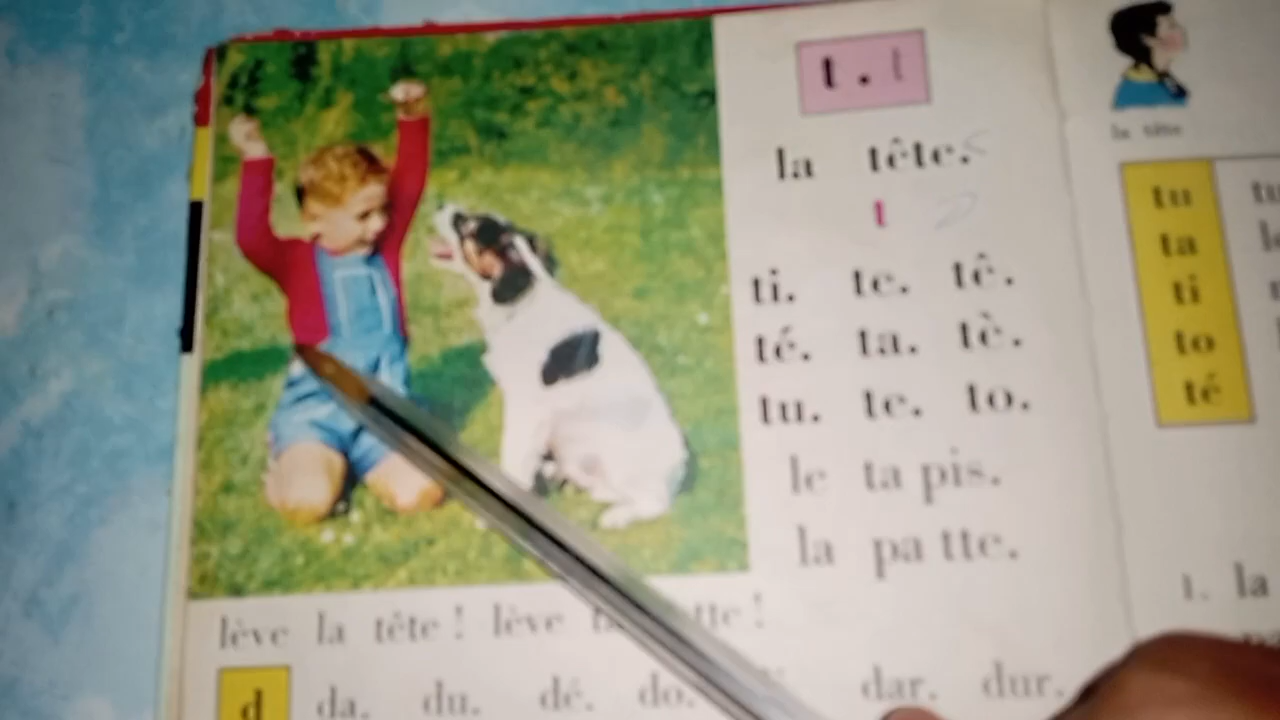 t . t
la tête.
t
ti. te. tê.
té. ta. tè.
tu. te. to.
le ta pis.
la pa tte.
lève la tête ! lève
d da. du. dé. do. dar. dur.
la tête
tu
ta
ti
to
té
1. la